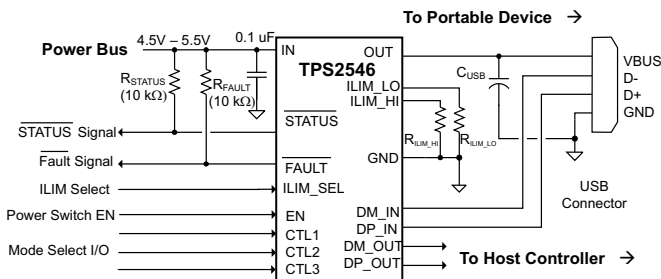 To Portable Device →
Power Bus
4.5V – 5.5V
0.1 uF
IN
OUT
TPS2546
RSTATUS
(10 kΩ)
RFAULT
(10 kΩ)
CUSB
VBUS
D-
D+
GND
ILIM_LO
ILIM_HI
STATUS
STATUS Signal
RILIM_HI
RILIM_LO
Fault Signal
FAULT
GND
ILIM Select
ILIM_SEL
USB
Connector
Power Switch EN
EN
DM_IN
DP_IN
CTL1
Mode Select I/O
CTL2
CTL3
DM_OUT
DP_OUT
To Host Controller →